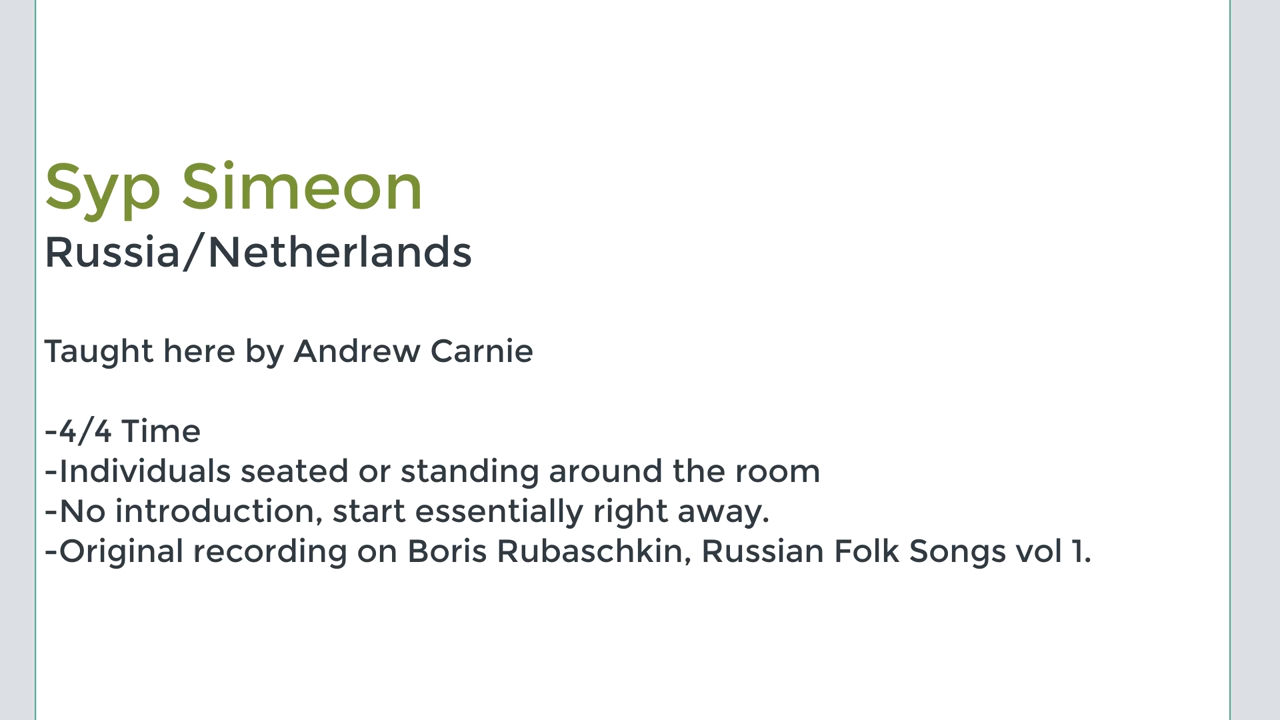 Syp Simeon
Russia/Netherlands
Taught here by Andrew Carnie
-4/4 Time
-Individuals seated or standing around the room
-No introduction, start essentially right away.
-Original recording on Boris Rubaschkin, Russian Folk Songs vol 1.